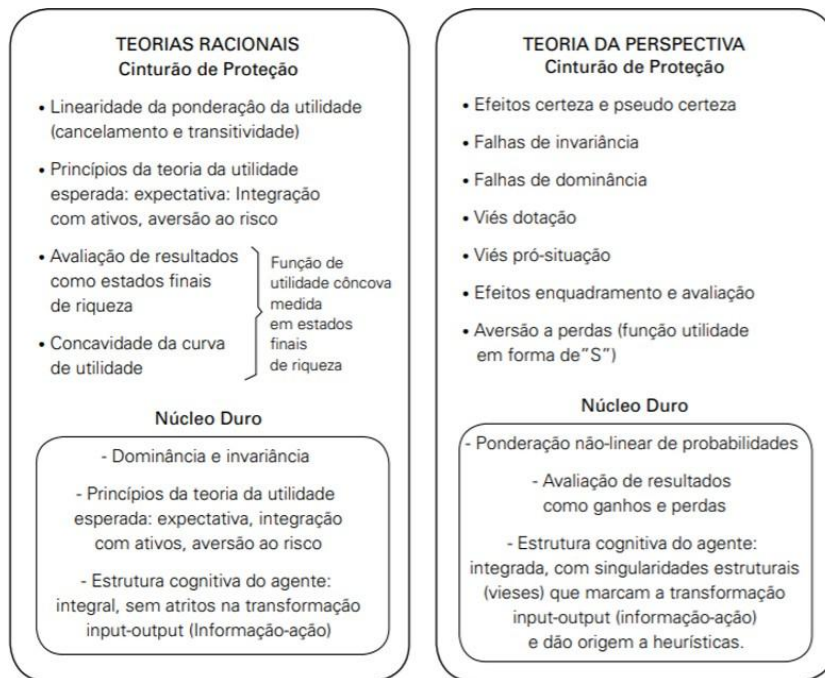 TEORIAS RACIONAIS
Cinturão de Proteção
• Linearidade da ponderação da utilidade
(cancelamento e transitividade)
• Princípios da teoria da utilidade
esperada: expectativa: Integração
com ativos, aversão ao risco
• Avaliação de resultados
como estados finais
de riqueza
• Concavidade da curva
de utilidade
Função de
utilidade côncova
medida
em estados
finais
de riqueza
Núcleo Duro
- Dominância e invariância
- Princípios da teoria da utilidade
esperada: expectativa, integração
com ativos, aversão ao risco
- Estrutura cognitiva do agente:
integral, sem atritos na transformação
input-output (Informação-ação)
TEORIA DA PERSPECTIVA
Cinturão de Proteção
• Efeitos certeza e pseudo certeza
• Falhas de invariância
• Falhas de dominância
• Viés dotação
• Viés pró-situação
• Efeitos enquadramento e avaliação
• Aversão a perdas (função utilidade
em forma de"S")
Núcleo Duro
- Ponderação não-linear de probabilidades
- Avaliação de resultados
como ganhos e perdas
- Estrutura cognitiva do agente:
integrada, com singularidades estruturais
(vieses) que marcam a transformação
input-output (informação-ação)
e dão origem a heurísticas.